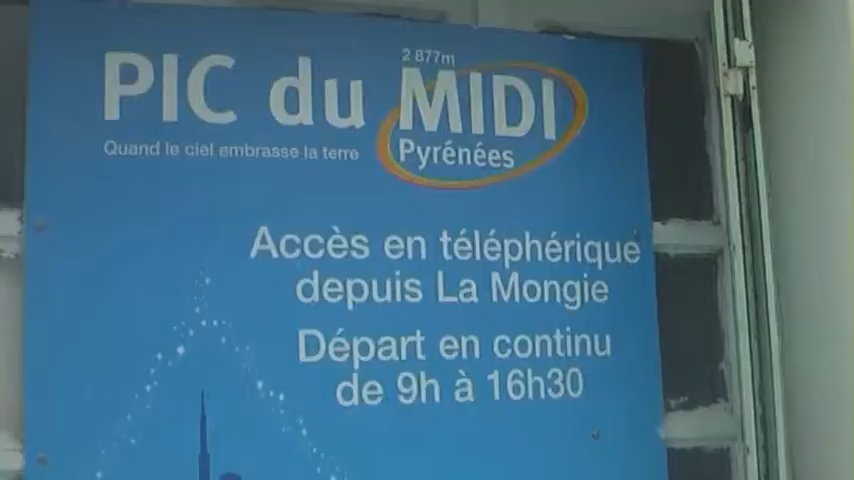 2 877m
PIC du MIDI
Quand le ciel embrasse la terre
Pyrénées
Accès en téléphérique
depuis La Mongie
Départ en continu
de 9h à 16h30